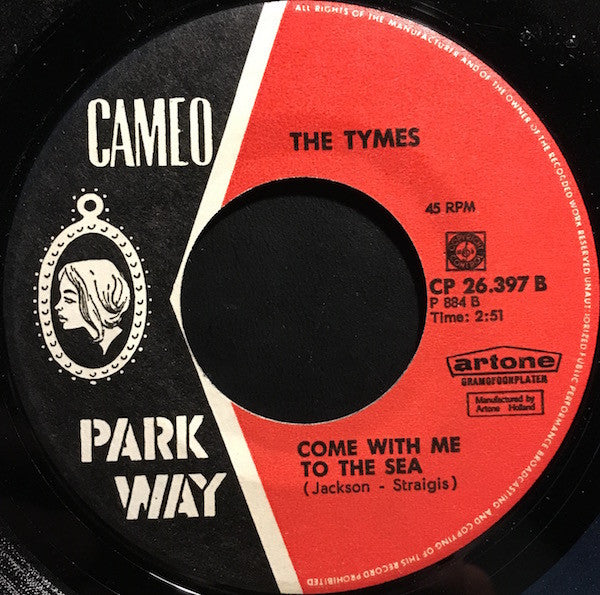 ALL RIGHTS OF THE MANUFACTURER AND OF THE OWNER OF THE RECORDED WORK RESERVED UNAUTHORIZED PUBLIC PERFORMANCE BROADCASTING AND COPYING OF THIS RECORD PROHIBITED
CAMEO
THE TYMES
45 RPM
CP 26.397 B
P 884 B
Time: 2:51
artone
GRAMOFOONPLATEN
Manufactured by
Artone Holland
PARK
WAY
COME WITH ME
TO THE SEA
(Jackson - Straigis)